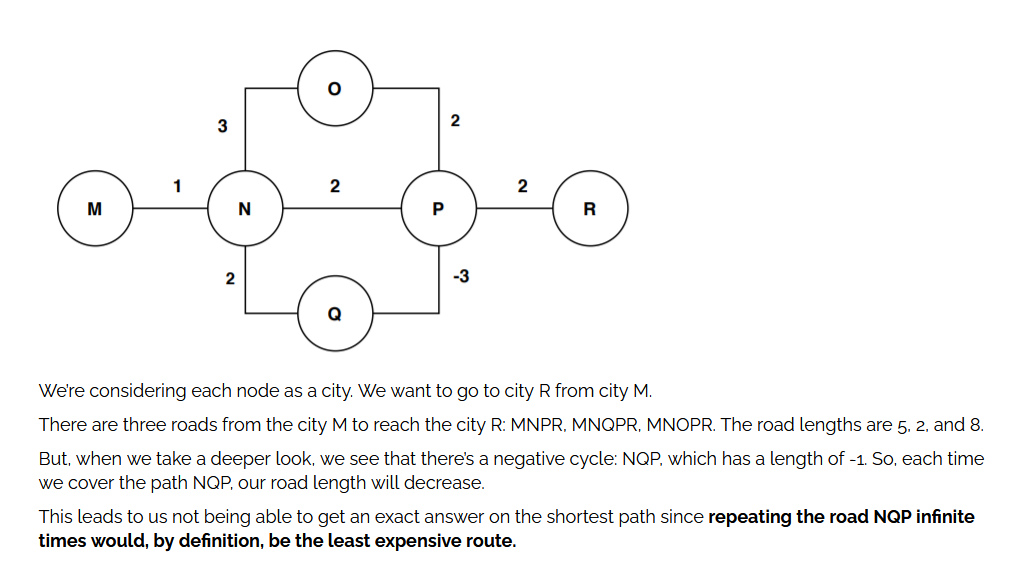 O
3
2
1
2
2
M
N
P
R
2
-3
Q
We're considering each node as a city. We want to go to city R from city M.
There are three roads from the city M to reach the city R: MNPR, MNQPR, MNOPR. The road lengths are 5, 2, and 8.
But, when we take a deeper look, we see that there's a negative cycle: NQP, which has a length of -1. So, each time
we cover the path NQP, our road length will decrease.
This leads to us not being able to get an exact answer on the shortest path since repeating the road NQP infinite
times would, by definition, be the least expensive route.